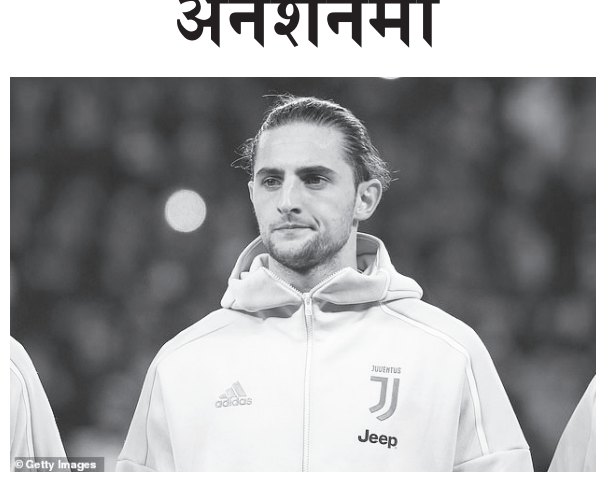 अनशनमा
JUVENTUS
adidas
Jeep
© Getty Images